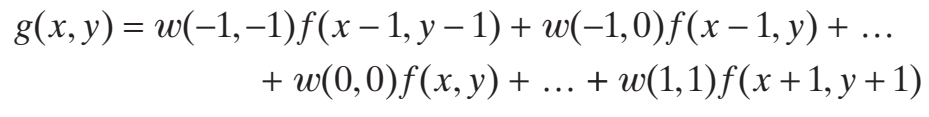 g(x, y) = w(−1,−1)f(x − 1, y − 1) + w(−1,0)f(x − 1, y) + …
+ w(0,0)f(x, y) + … + w(1,1)f(x + 1, y + 1)